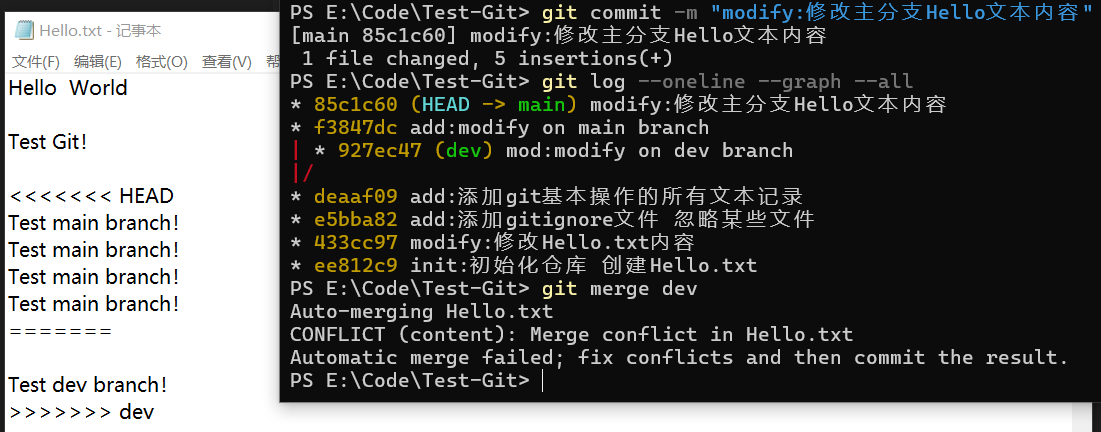 Hello.txt - 记事本
文件(F) 编辑(E) 格式(O) 查看(V) 帮
Hello  World
Test Git!
<<<<<<< HEAD
Test main branch!
Test main branch!
Test main branch!
Test main branch!
=======
Test dev branch!
>>>>>>> dev
PS E:\Code\Test-Git> git commit -m "modify:修改主分支Hello文本内容"
[main 85c1c60] modify:修改主分支Hello文本内容
 1 file changed, 5 insertions(+)
PS E:\Code\Test-Git> git log --oneline --graph --all
* 85c1c60 (HEAD -> main) modify:修改主分支Hello文本内容
* f3847dc add:modify on main branch
| * 927ec47 (dev) mod:modify on dev branch
|/
* deaaf09 add:添加git基本操作的所有文本记录
* e5bba82 add:添加gitignore文件 忽略某些文件
* 433cc97 modify:修改Hello.txt内容
* ee812c9 init:初始化仓库 创建Hello.txt
PS E:\Code\Test-Git> git merge dev
Auto-merging Hello.txt
CONFLICT (content): Merge conflict in Hello.txt
Automatic merge failed; fix conflicts and then commit the result.
PS E:\Code\Test-Git>